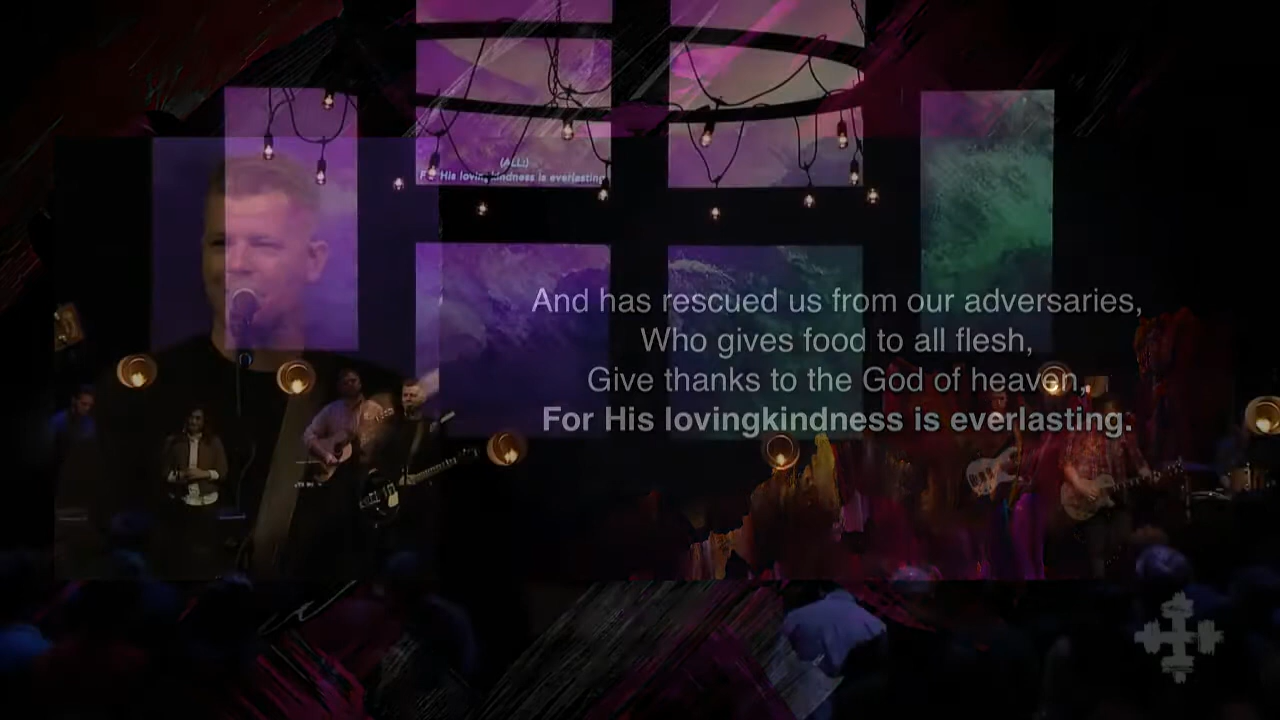 (ALL:)
For His lovingkindness is everlasting
And has rescued us from our adversaries,
Who gives food to all flesh,
Give thanks to the God of heaven,
For His lovingkindness is everlasting.